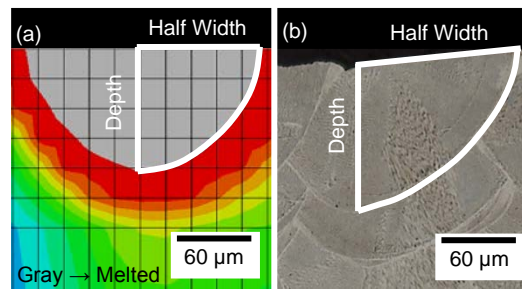 (a)
Half Width
Depth
60 µm
Gray → Melted
(b)
Half Width
Depth
60 µm